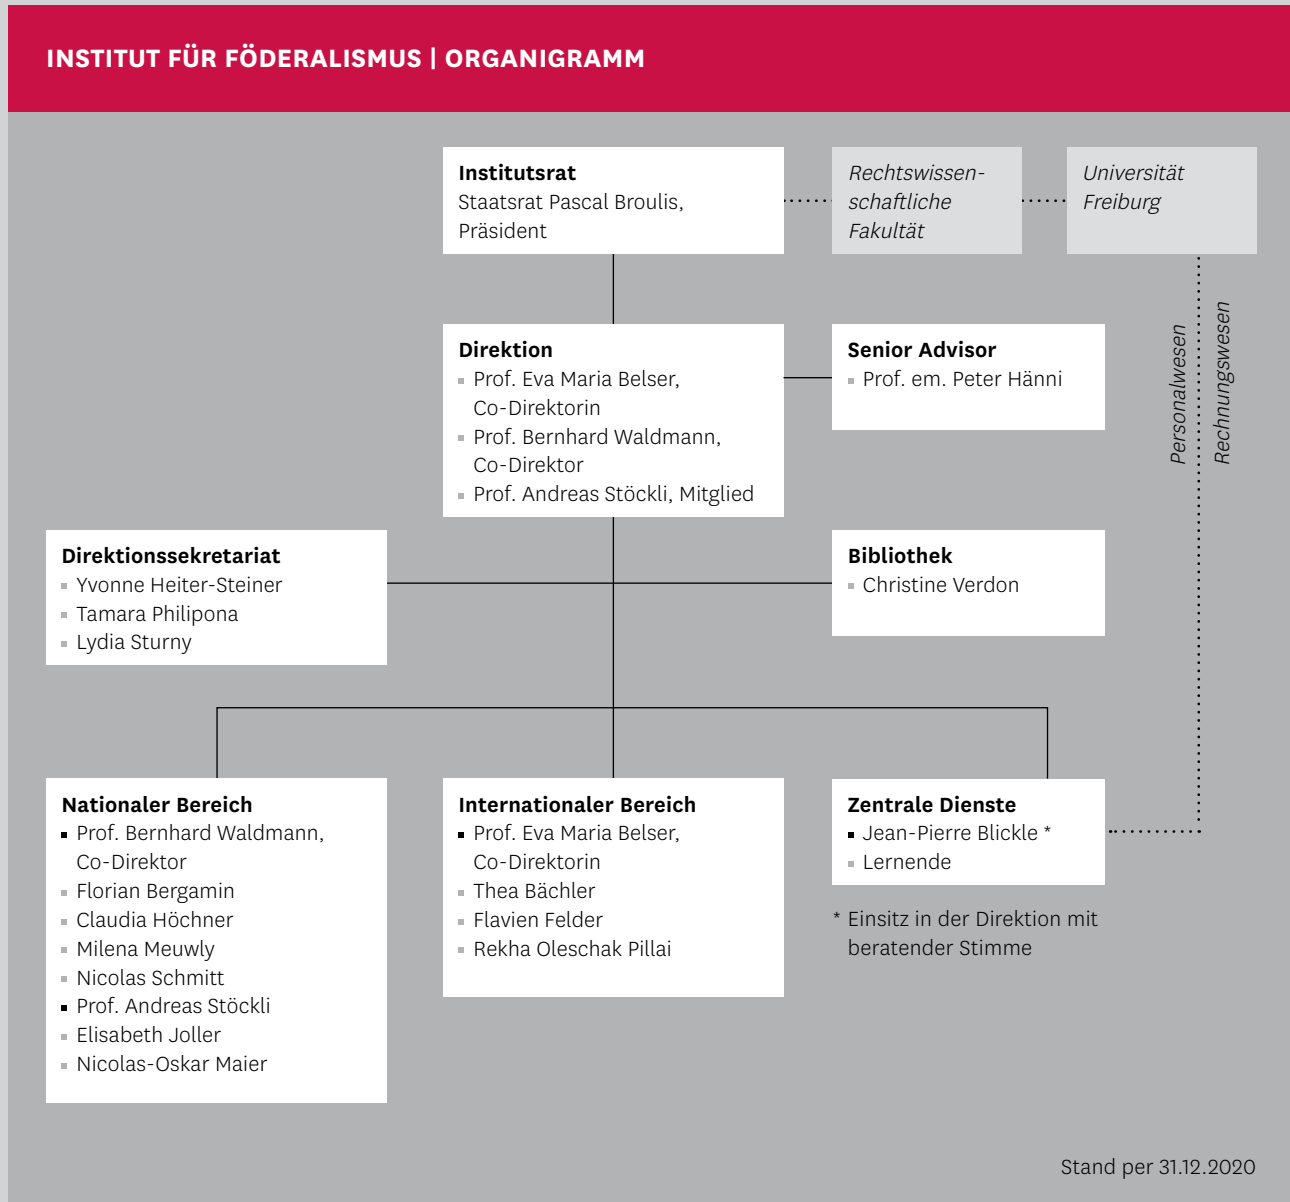 INSTITUT FÜR FÖDERALISMUS | ORGANIGRAMM
Institutsrat
Staatsrat Pascal Broulis,
Präsident
Rechtswissen-
schaftliche
Fakultät
Universität
Freiburg
Direktion
Prof. Eva Maria Belser,
Co-Direktorin
Prof. Bernhard Waldmann,
Co-Direktor
Prof. Andreas Stöckli, Mitglied
Senior Advisor
Prof. em. Peter Hänni
Personalwesen
Rechnungswesen
Direktionssekretariat
Yvonne Heiter-Steiner
Tamara Philipona
Lydia Sturny
Bibliothek
Christine Verdon
Nationaler Bereich
Prof. Bernhard Waldmann,
Co-Direktor
Florian Bergamin
Claudia Höchner
Milena Meuwly
Nicolas Schmitt
Prof. Andreas Stöckli
Elisabeth Joller
Nicolas-Oskar Maier
Internationaler Bereich
Prof. Eva Maria Belser,
Co-Direktorin
Thea Bächler
Flavien Felder
Rekha Oleschak Pillai
Zentrale Dienste
Jean-Pierre Blickle *
Lernende
* Einsitz in der Direktion mit
beratender Stimme
Stand per 31.12.2020